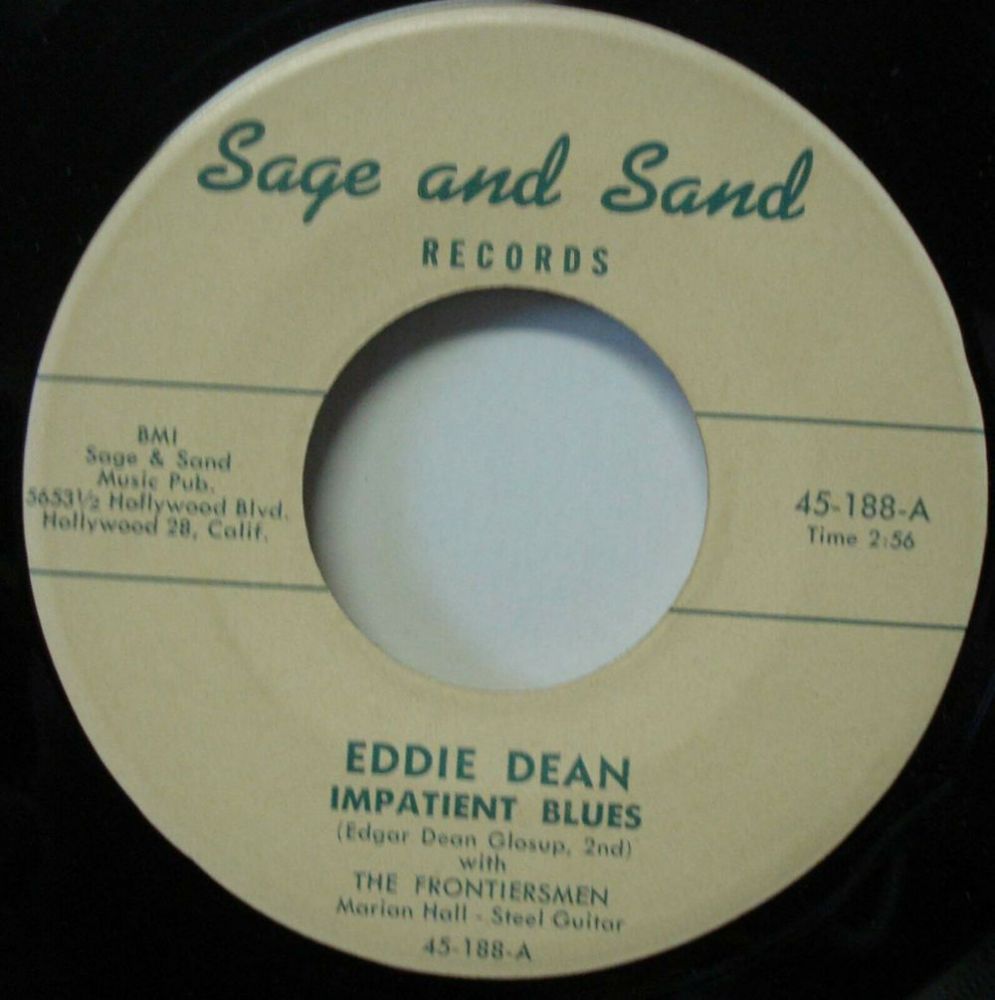 Sage and Sand
RECORDS
BMI
Sage & Sand
Music Pub.
5653½ Hollywood Blvd.
Hollywood 28, Calif.
45-188-A
Time 2:56
EDDIE DEAN
IMPATIENT BLUES
(Edgar Dean Glosup, 2nd)
with
THE FRONTIERSMEN
Marian Hall - Steel Guitar
45-188-A